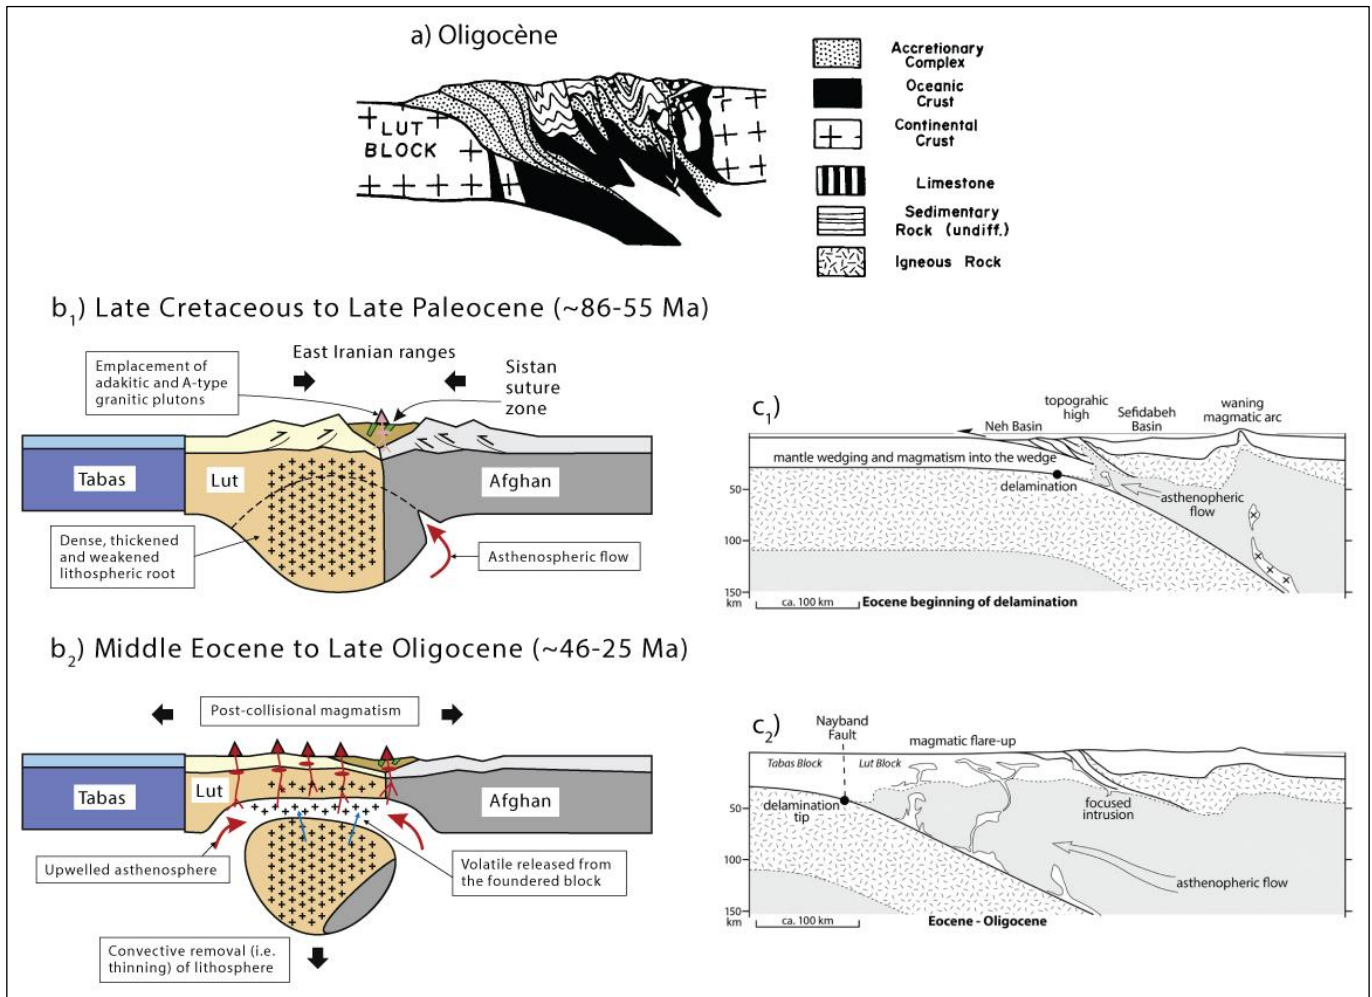 a) Oligocène
LUT
BLOCK
Accretionary
Complex
Oceanic
Crust
Continental
Crust
Limestone
Sedimentary
Rock (undiff.)
Igneous Rock
b1) Late Cretaceous to Late Paleocene (~86-55 Ma)
Emplacement of
adakitic and A-type
granitic plutons
East Iranian ranges
Sistan
suture
zone
Tabas
Lut
Afghan
Dense, thickened
and weakened
lithospheric root
Asthenospheric flow
c1)
topograhic
high
Neh Basin
Sefidabeh
Basin
waning
magmatic arc
mantle wedging and magmatism into the wedge
delamination
asthenopheric
flow
50
100
150
km
50
100
ca. 100 km
Eocene beginning of delamination
b2) Middle Eocene to Late Oligocene (~46-25 Ma)
Post-collisional magmatism
Tabas
Lut
Afghan
Upwelled asthenosphere
Volatile released from
the foundered block
Convective removal (i.e.
thinning) of lithosphere
c2)
Nayband
Fault
magmatic flare-up
Tabas Block
Lut Block
delamination
tip
focused
intrusion
asthenopheric flow
50
100
150
km
50
100
ca. 100 km
Eocene - Oligocene